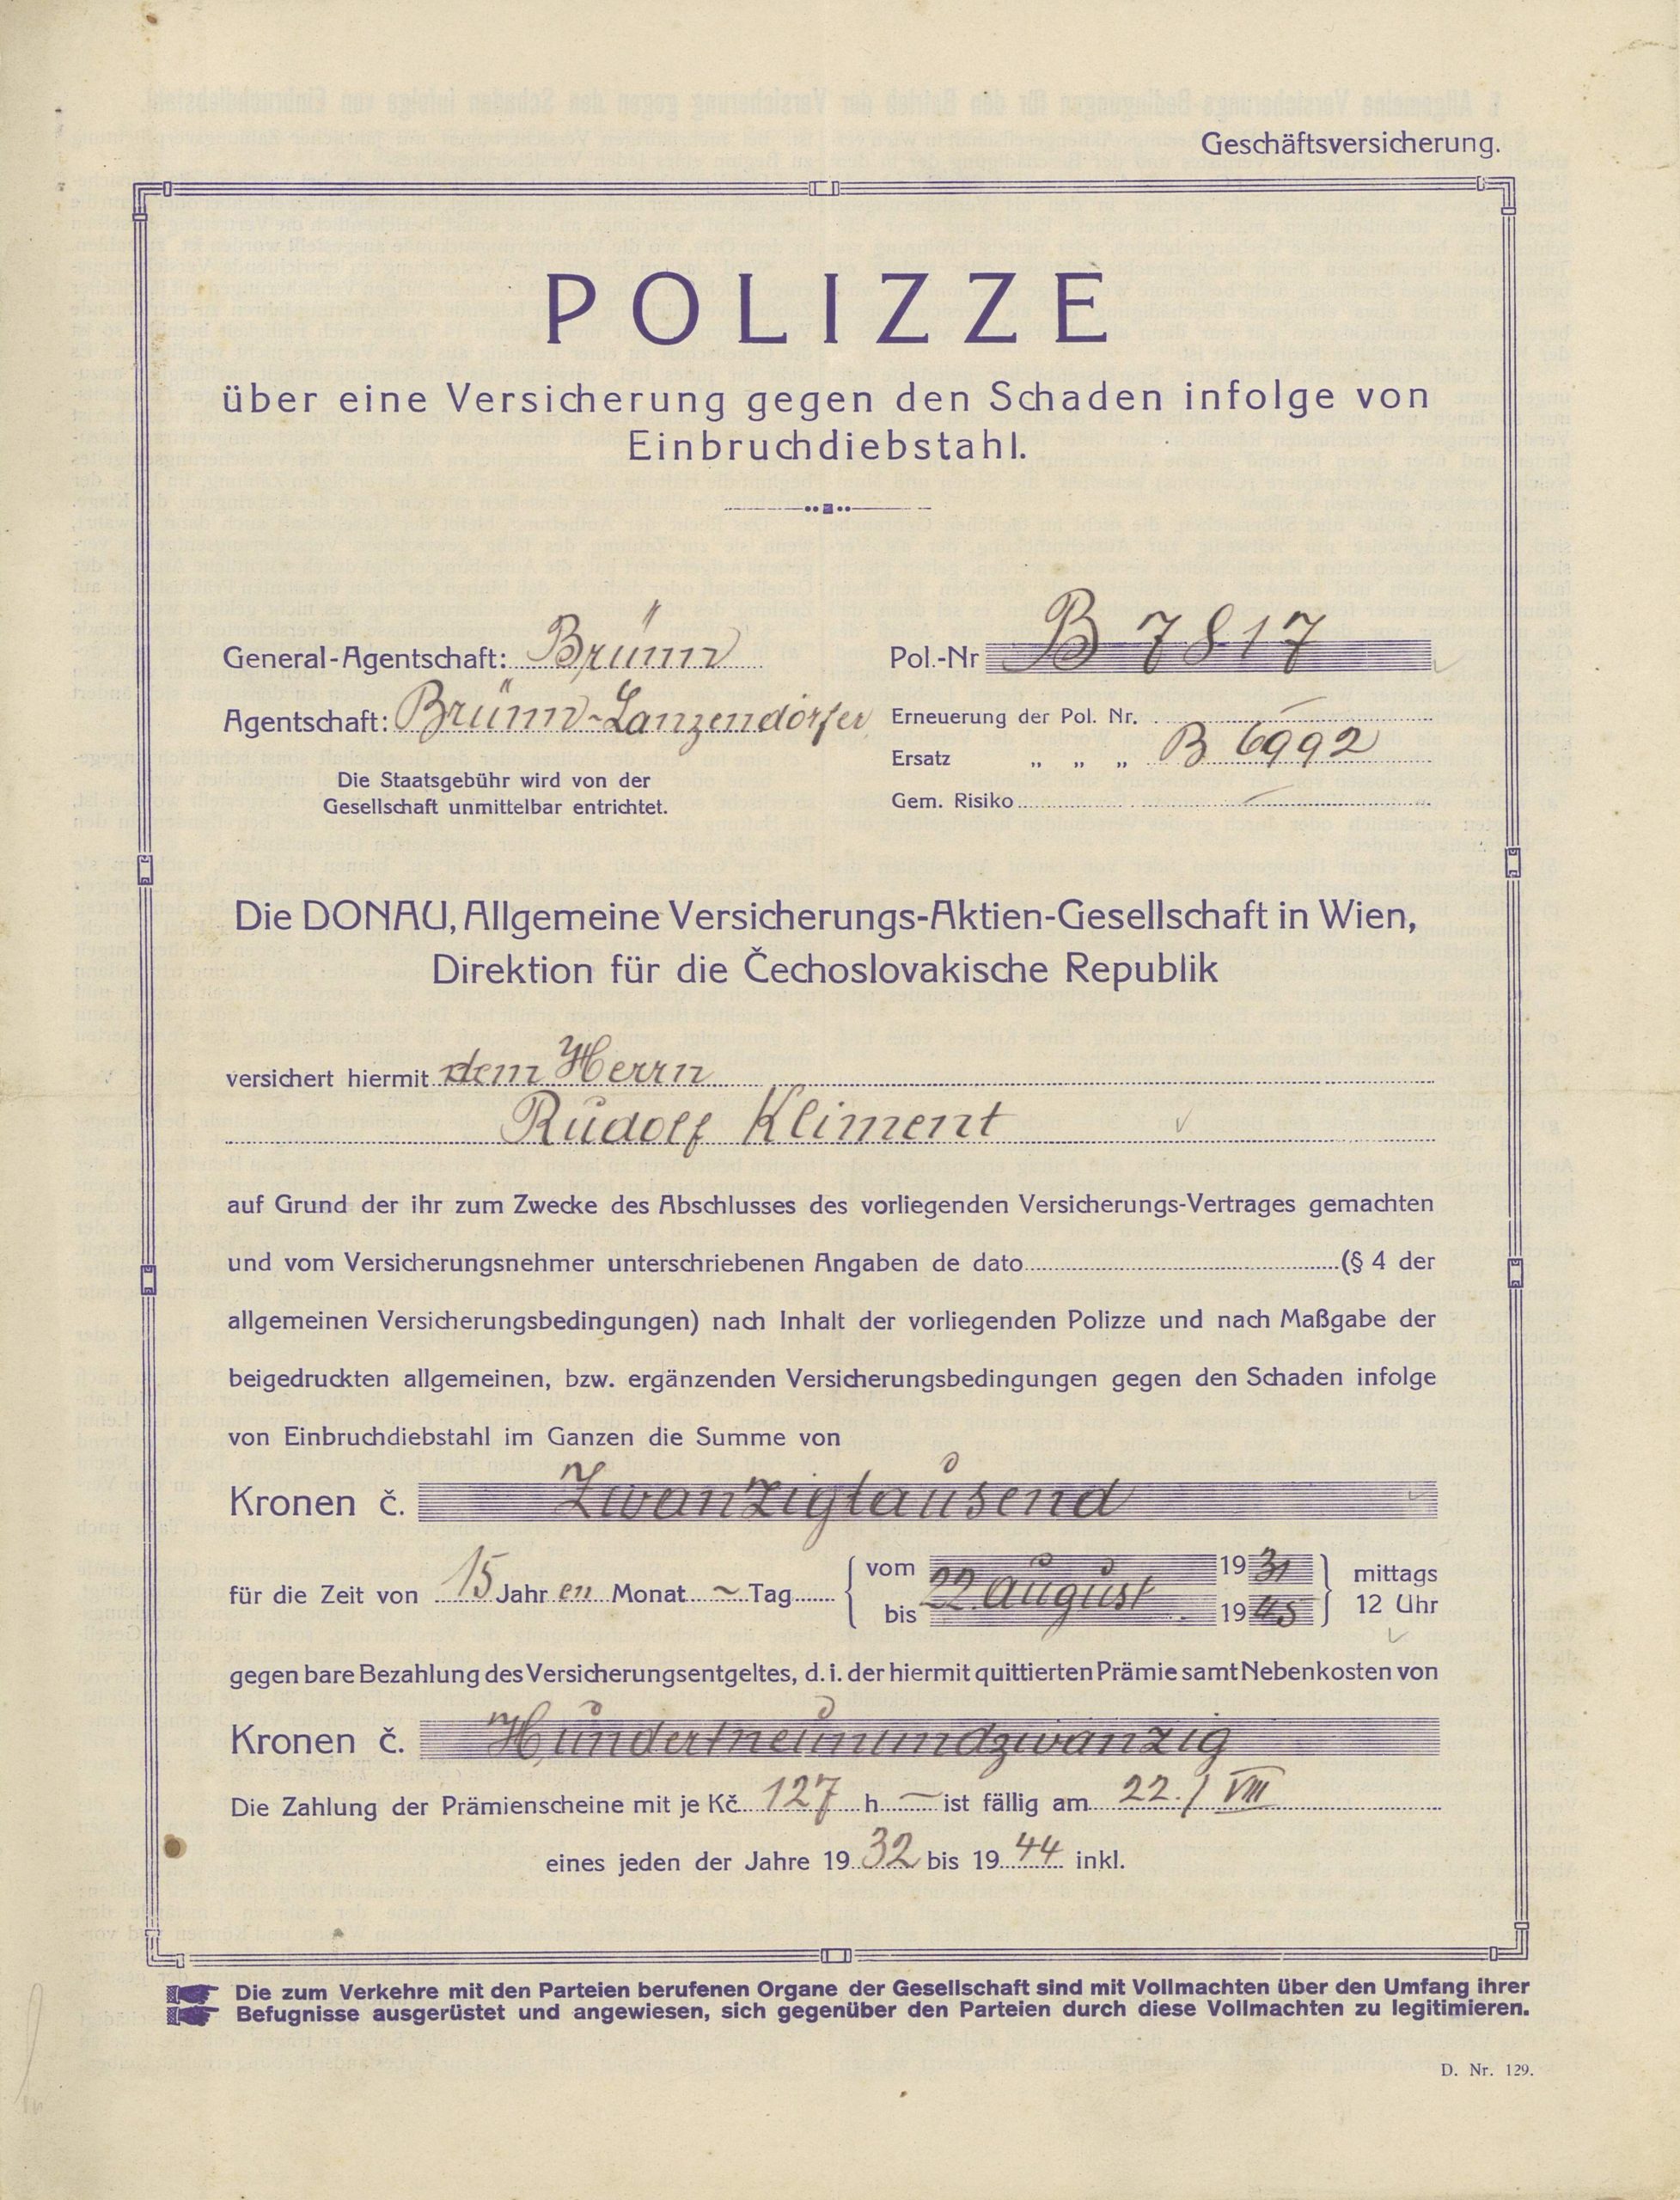 Geschäftsversicherung.
POLIZZE
über eine Versicherung gegen den Schaden infolge von
Einbruchdiebstahl.
General-Agentschaft: Brünn
Pol.-Nr B 7817
Agentschaft: Brünn-Lanzendörfer
Erneuerung der Pol. Nr. —
Ersatz „ „ „ B 6992
Die Staatsgebühr wird von der
Gesellschaft unmittelbar entrichtet.
Gem. Risiko —
Die DONAU, Allgemeine Versicherungs-Aktien-Gesellschaft in Wien,
Direktion für die Čechoslovakische Republik
versichert hiermit dem Herrn
Rudolf Kliment
auf Grund der ihr zum Zwecke des Abschlusses des vorliegenden Versicherungs-Vertrages gemachten
und vom Versicherungsnehmer unterschriebenen Angaben de dato (§ 4 der
allgemeinen Versicherungsbedingungen) nach Inhalt der vorliegenden Polizze und nach Maßgabe der
beigedruckten allgemeinen, bzw. ergänzenden Versicherungsbedingungen gegen den Schaden infolge
von Einbruchdiebstahl im Ganzen die Summe von
Kronen č. Zwanzigtausend
für die Zeit von 15 Jahr en Monat ~ Tag
vom 22. August 1931
bis 1945
mittags
12 Uhr
gegen bare Bezahlung des Versicherungsentgeltes, d. i. der hiermit quittierten Prämie samt Nebenkosten von
Kronen č. Hundertneunundzwanzig
Die Zahlung der Prämienscheine mit je Kč 127 h — ist fällig am 22./VIII
eines jeden der Jahre 1932 bis 1944 inkl.
Die zum Verkehre mit den Parteien berufenen Organe der Gesellschaft sind mit Vollmachten über den Umfang ihrer
Befugnisse ausgerüstet und angewiesen, sich gegenüber den Parteien durch diese Vollmachten zu legitimieren.
D. Nr. 129.